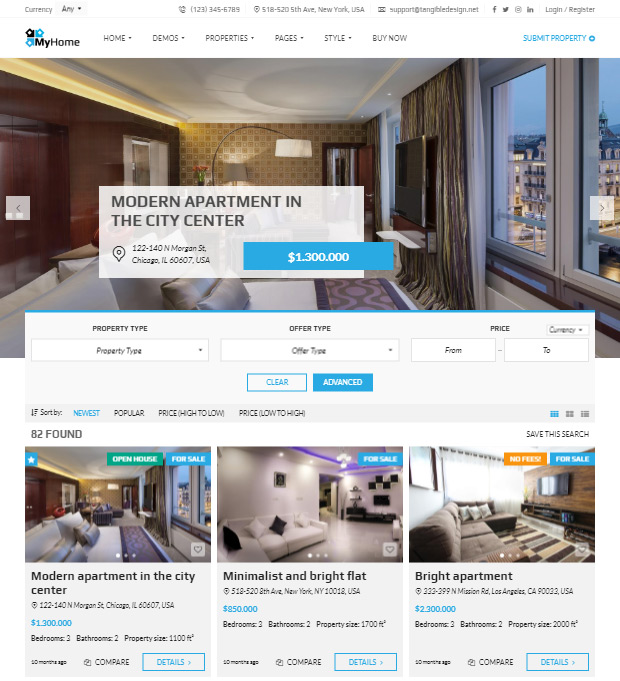 Currency Any (123) 345-6789 518-520 5th Ave, New York, USA support@tangibledesign.net Login / Register
MyHome HOME DEMOS PROPERTIES PAGES STYLE BUY NOW SUBMIT PROPERTY
MODERN APARTMENT IN
THE CITY CENTER
122-140 N Morgan St,
Chicago, IL 60607, USA
$1.300.000
PROPERTY TYPE OFFER TYPE PRICE Currency
Property Type Offer Type From – To
CLEAR ADVANCED
Sort by: NEWEST POPULAR PRICE (HIGH TO LOW) PRICE (LOW TO HIGH)
82 FOUND SAVE THIS SEARCH
OPEN HOUSE FOR SALE
FOR SALE
NO FEES! FOR SALE
Modern apartment in the city
center
122-140 N Morgan St, Chicago, IL 60607, USA
$1.300.000
Bedrooms: 3 Bathrooms: 2 Property size: 1100 ft²
10 months ago COMPARE DETAILS
Minimalist and bright flat
518-520 8th Ave, New York, NY 10018, USA
$850.000
Bedrooms: 3 Bathrooms: 2 Property size: 1700 ft²
10 months ago COMPARE DETAILS
Bright apartment
333-399 N Mission Rd, Los Angeles, CA 90033, USA
$2.300.000
Bedrooms: 3 Bathrooms: 2 Property size: 2000 ft²
10 months ago COMPARE DETAILS